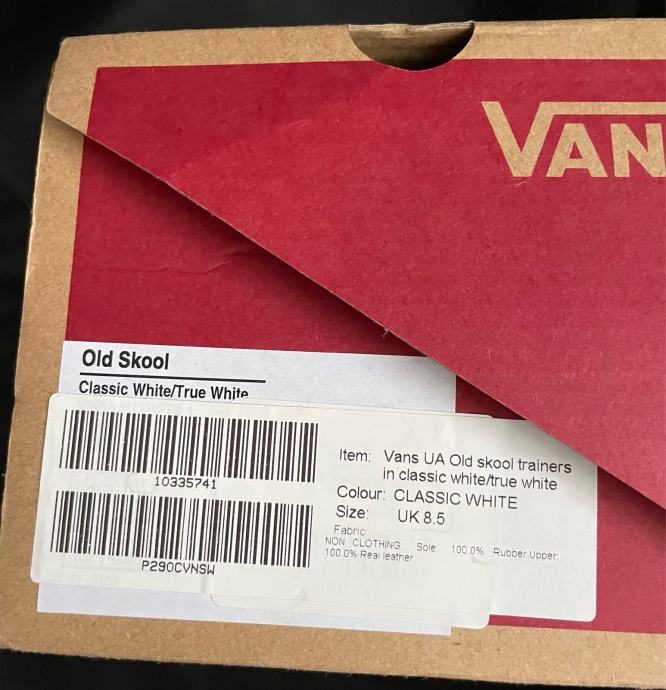 VAN
Old Skool
Classic White/True White
10335741
P290CVNSW
Item: Vans UA Old skool trainers
in classic white/true white
Colour: CLASSIC WHITE
Size: UK 8.5
Fabric
NON CLOTHING Sole: 100.0% Rubber.Upper:
100.0% Real leather